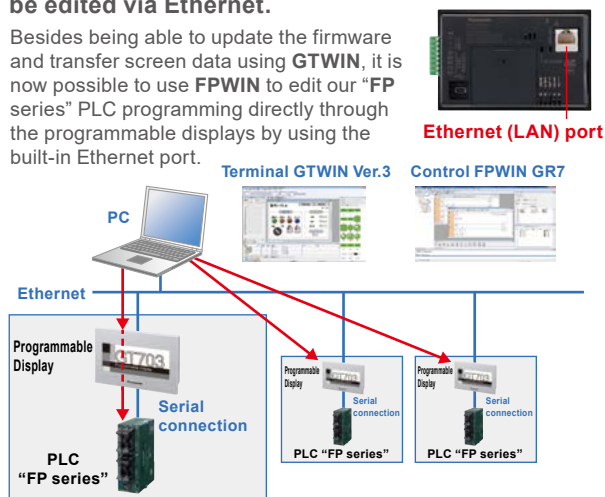 be edited via Ethernet.
Besides being able to update the firmware
and transfer screen data using GTWIN, it is
now possible to use FPWIN to edit our “FP
series” PLC programming directly through
the programmable displays by using the
built-in Ethernet port.
Ethernet (LAN) port
Terminal GTWIN Ver.3
Control FPWIN GR7
PC
Ethernet
Programmable
Display
GT703
Serial
connection
PLC
“FP series”
Programmable
Display
GT703
Serial
connection
PLC “FP series”
Programmable
Display
GT703
Serial
connection
PLC “FP series”